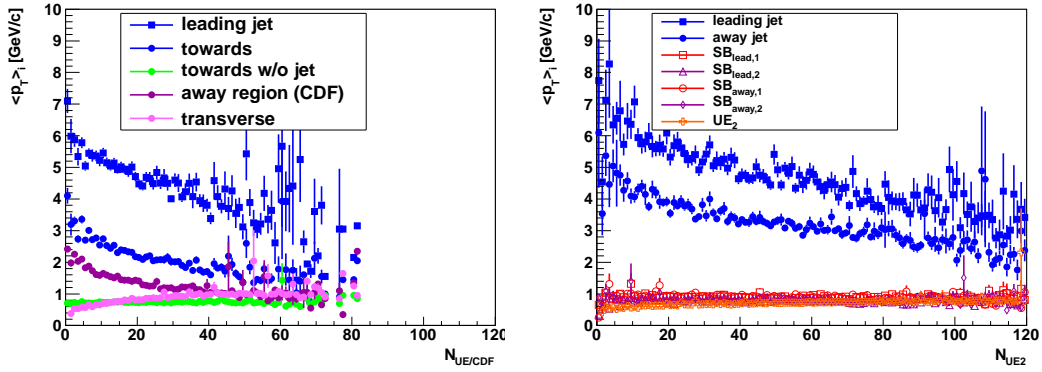 <p_T>_i [GeV/c]
10
9
8
7
6
5
4
3
2
1
0
leading jet
towards
towards w/o jet
away region (CDF)
transverse
0 20 40 60 80 100 120
N_UE/CDF
<p_T>_i [GeV/c]
10
9
8
7
6
5
4
3
2
1
0
leading jet
away jet
SB_lead,1
SB_lead,2
SB_away,1
SB_away,2
UE_2
0 20 40 60 80 100 120
N_UE2